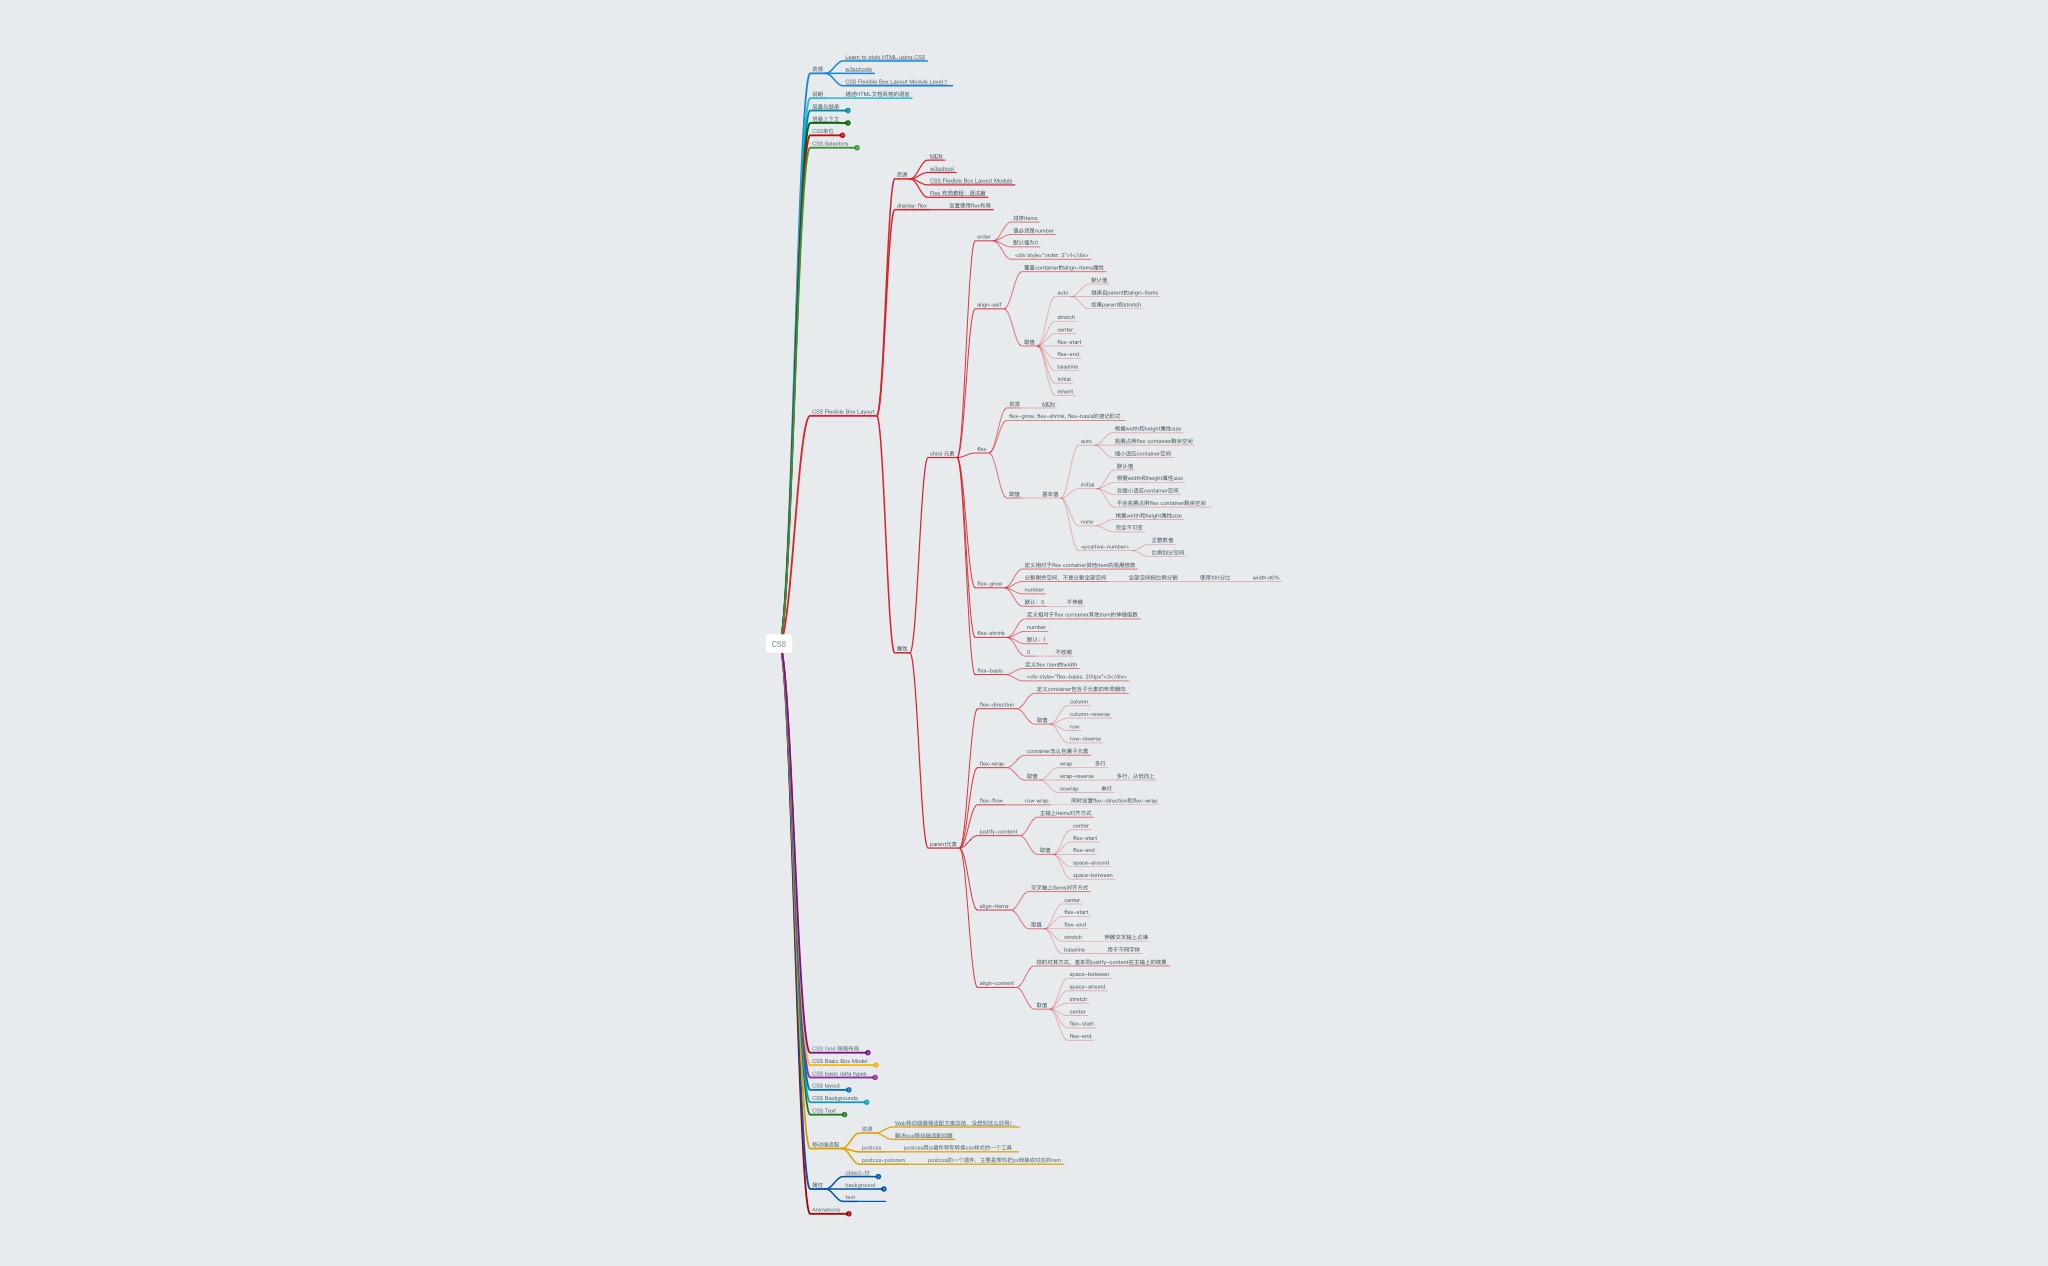 CSS
资源
Learn to style HTML using CSS
w3schools
CSS Flexible Box Layout Module Level 1
说明
描述HTML文档风格的语言
层叠与继承
层叠上下文
CSS单位
CSS Selectors
CSS Flexible Box Layout
资源
MDN
w3school
CSS Flexible Box Layout Module
Flex 布局教程：语法篇
display: flex
设置使用flex布局
属性
child 元素
order
排序items
值必须是number
默认值为0
<div style="order: 3">1</div>
align-self
覆盖container的align-items属性
取值
auto
默认值
继承自parent的align-items
如果parent则stretch
stretch
center
flex-start
flex-end
baseline
initial
inherit
flex
资源
MDN
flex-grow, flex-shrink, flex-basis的速记形式
取值
基本值
auto
根据width和height属性size
拓展占用flex container剩余空间
缩小适应container空间
initial
默认值
根据width和height属性size
会缩小适应container空间
不会拓展占用flex container剩余空间
none
根据width和height属性size
完全不可变
<positive-number>
正整数值
比例划分空间
flex-grow
定义相对于flex container其他item的拓展倍数
分割剩余空间，不是分割全部空间
全部空间按比例分割
使用100分比
width:40%
number
默认：0
不伸展
flex-shrink
定义相对于flex container其他item的伸缩倍数
number
默认：1
0
不收缩
flex-basis
定义flex item的width
<div style="flex-basis: 200px">3</div>
parent元素
flex-direction
定义container包含子元素的布局朝向
取值
column
column-reverse
row
row-reverse
flex-wrap
container怎么包裹子元素
取值
wrap
多行
wrap-reverse
多行，从低向上
nowrap
单行
flex-flow
row wrap
同时设置flex-direction和flex-wrap
justify-content
主轴上items对齐方式
取值
center
flex-start
flex-end
space-around
space-between
align-items
交叉轴上items对齐方式
取值
center
flex-start
flex-end
stretch
伸展交叉轴上占满
baseline
用于不同字体
align-content
排的对其方式，基本同justify-content在主轴上的效果
取值
space-between
space-around
stretch
center
flex-start
flex-end
CSS Grid 网格布局
CSS Basic Box Model
CSS basic data types
CSS layout
CSS Backgrounds
CSS Text
移动端适配
资源
Web移动端最强适配方案总结，没想到这么好用！
解决vue移动端适配问题
postcss
postcss用js插件帮你转换css样式的一个工具
postcss-pxtorem
postcss的一个插件，主要是帮你把px转换成对应的rem
属性
object-fit
background
text
Animations